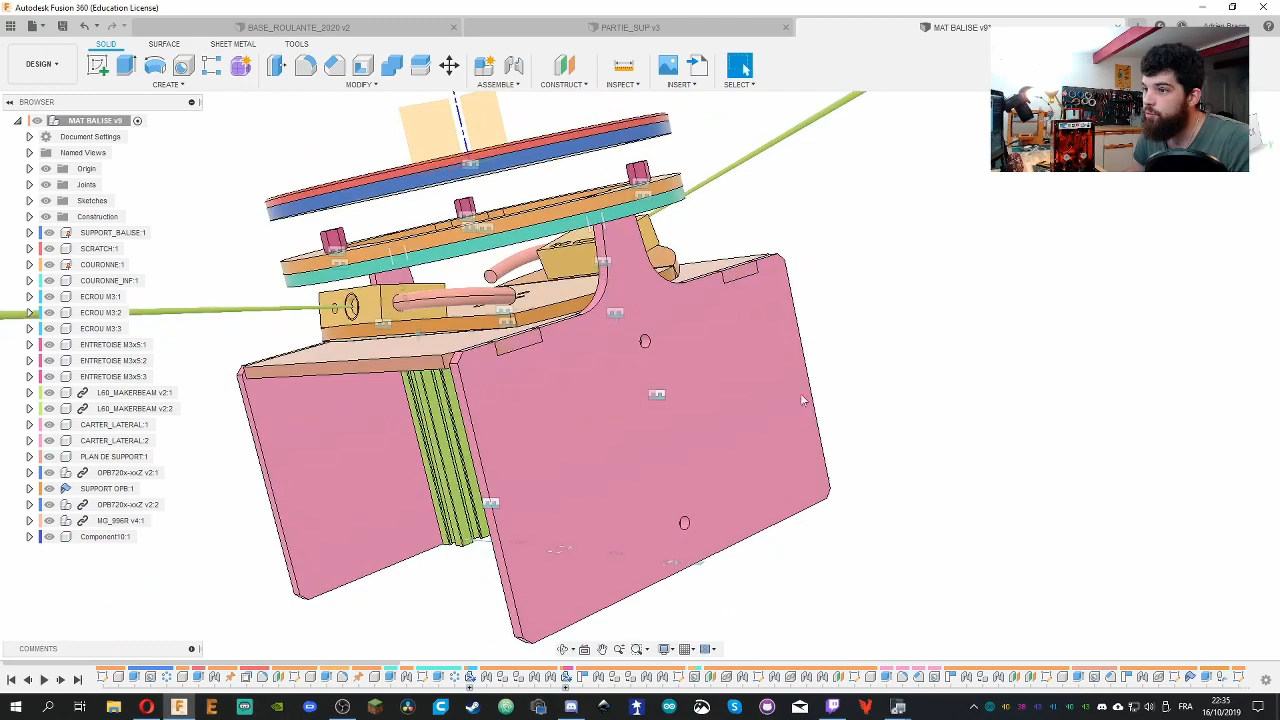 Autodesk Fusion 360 (Education License)
BASE_ROULANTE_2020 v2
PARTIE_SUP v3
MAT BALISE v9*
SOLID SURFACE SHEET METAL TOOLS
DESIGN
CREATE MODIFY ASSEMBLE CONSTRUCT INSPECT INSERT SELECT
BROWSER
MAT BALISE v9
Document Settings
Named Views
Origin
Joints
Sketches
Construction
SUPPORT_BALISE:1
SCRATCH:1
COURONNE:1
COURONNE_INF:1
ECROU M3:1
ECROU M3:2
ECROU M3:3
ENTRETOISE M3x5:1
ENTRETOISE M3x5:2
ENTRETOISE M3x5:3
L60_MAKERBEAM v2:1
L60_MAKERBEAM v2:2
CARTER_LATERAL:1
CARTER_LATERAL:2
PLAN DE SUPPORT:1
OPB720x-xxZ v2:1
SUPPORT OPB:1
OPB720x-xxZ v2:2
MG_996R v4:1
Component10:1
COMMENTS
22:35
16/10/2019